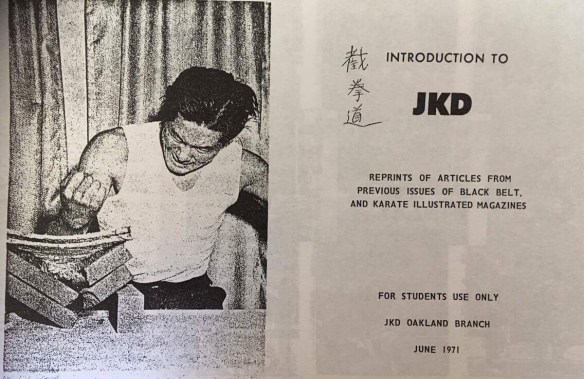 截拳道
INTRODUCTION TO
JKD
REPRINTS OF ARTICLES FROM
PREVIOUS ISSUES OF BLACK BELT,
AND KARATE ILLUSTRATED MAGAZINES
FOR STUDENTS USE ONLY
JKD OAKLAND BRANCH
JUNE 1971